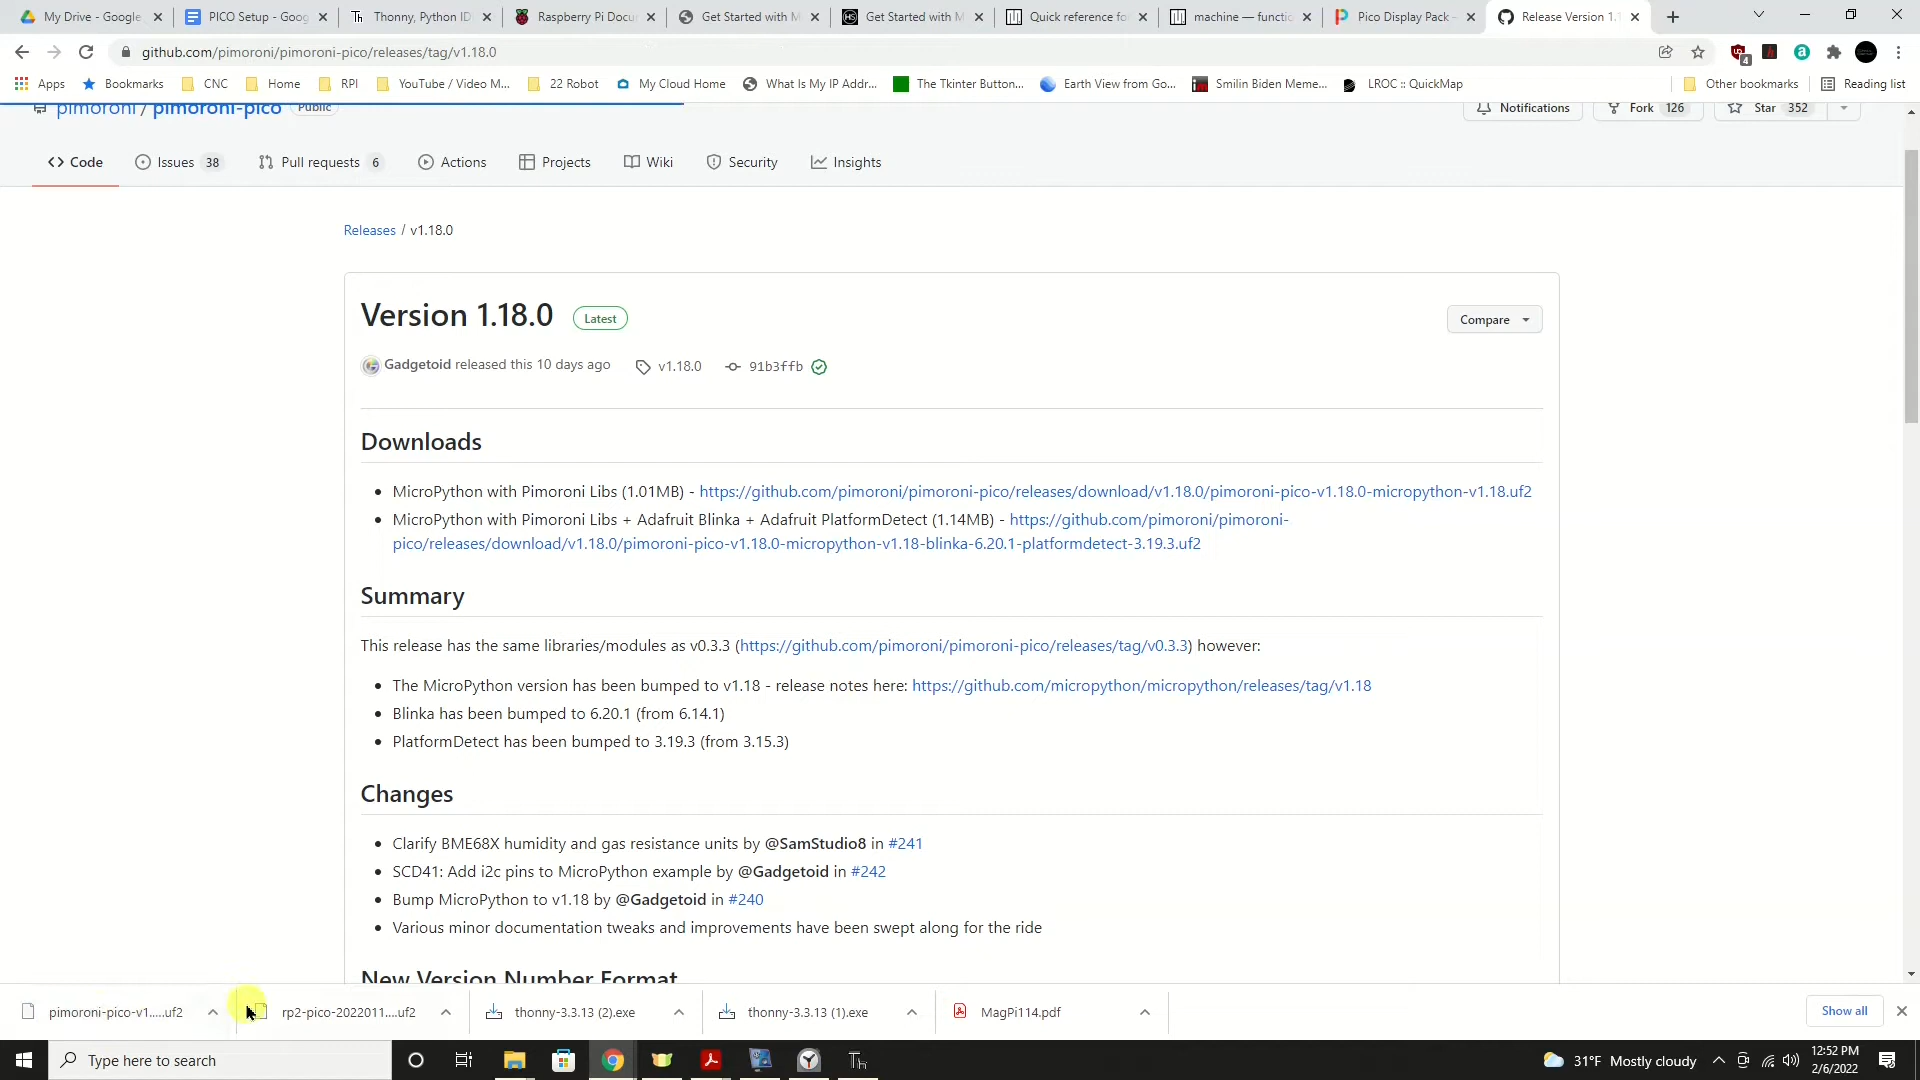 My Drive - Google
PICO Setup - Goog
Thonny, Python ID
Raspberry Pi Docu
Get Started with M
Get Started with M
Quick reference fo
machine — functio
Pico Display Pack –
Release Version 1.1
github.com/pimoroni/pimoroni-pico/releases/tag/v1.18.0
4
Apps
Bookmarks
CNC
Home
RPI
YouTube / Video M...
22 Robot
My Cloud Home
What Is My IP Addr...
The Tkinter Button...
Earth View from Go...
Smilin Biden Meme...
LROC :: QuickMap
Other bookmarks
Reading list
pimoroni / pimoroni-pico Public
Notifications
Fork 126
Star 352
Code
Issues 38
Pull requests 6
Actions
Projects
Wiki
Security
Insights
Releases / v1.18.0
Version 1.18.0 Latest
Compare
Gadgetoid released this 10 days ago v1.18.0 91b3ffb
Downloads
• MicroPython with Pimoroni Libs (1.01MB) - https://github.com/pimoroni/pimoroni-pico/releases/download/v1.18.0/pimoroni-pico-v1.18.0-micropython-v1.18.uf2
• MicroPython with Pimoroni Libs + Adafruit Blinka + Adafruit PlatformDetect (1.14MB) - https://github.com/pimoroni/pimoroni-
pico/releases/download/v1.18.0/pimoroni-pico-v1.18.0-micropython-v1.18-blinka-6.20.1-platformdetect-3.19.3.uf2
Summary
This release has the same libraries/modules as v0.3.3 (https://github.com/pimoroni/pimoroni-pico/releases/tag/v0.3.3) however:
• The MicroPython version has been bumped to v1.18 - release notes here: https://github.com/micropython/micropython/releases/tag/v1.18
• Blinka has been bumped to 6.20.1 (from 6.14.1)
• PlatformDetect has been bumped to 3.19.3 (from 3.15.3)
Changes
• Clarify BME68X humidity and gas resistance units by @SamStudio8 in #241
• SCD41: Add i2c pins to MicroPython example by @Gadgetoid in #242
• Bump MicroPython to v1.18 by @Gadgetoid in #240
• Various minor documentation tweaks and improvements have been swept along for the ride
New Version Number Format
pimoroni-pico-v1.....uf2
rp2-pico-2022011....uf2
thonny-3.3.13 (2).exe
thonny-3.3.13 (1).exe
MagPi114.pdf
Show all
Type here to search
31°F Mostly cloudy
12:52 PM
2/6/2022